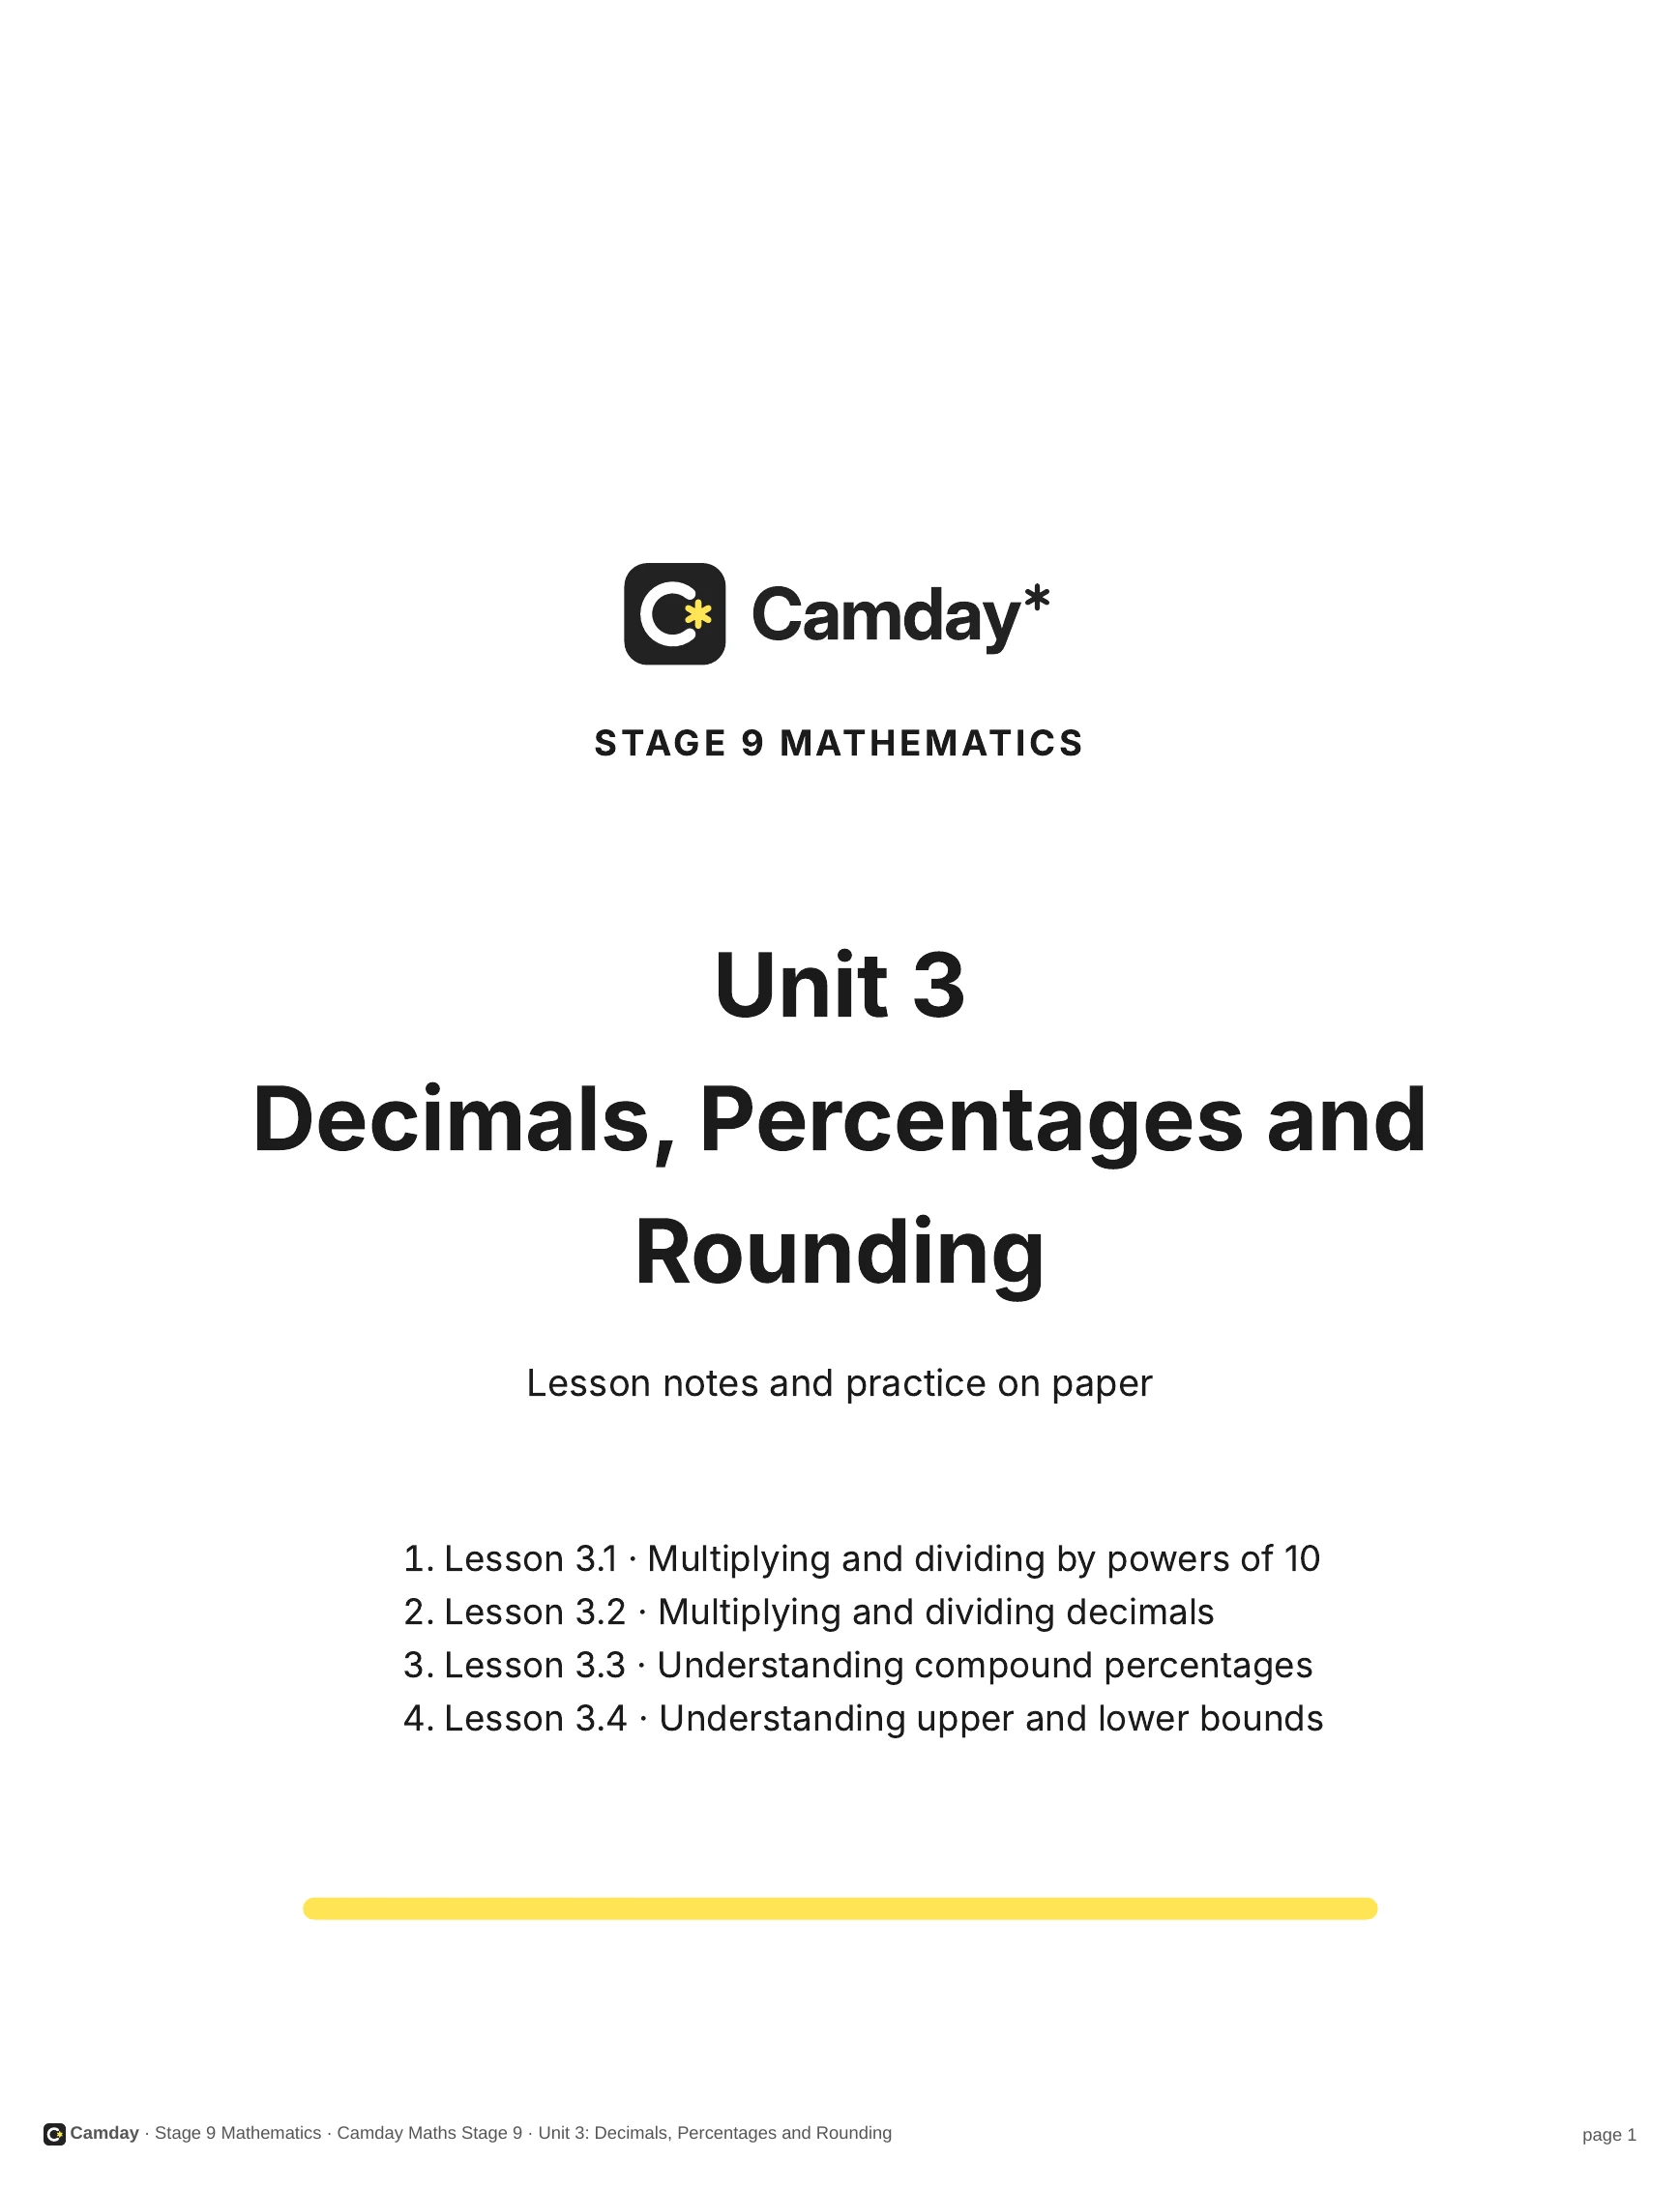 Camday*
STAGE 9 MATHEMATICS
Unit 3
Decimals, Percentages and
Rounding
Lesson notes and practice on paper
1. Lesson 3.1 · Multiplying and dividing by powers of 10
2. Lesson 3.2 · Multiplying and dividing decimals
3. Lesson 3.3 · Understanding compound percentages
4. Lesson 3.4 · Understanding upper and lower bounds
Camday · Stage 9 Mathematics · Camday Maths Stage 9 · Unit 3: Decimals, Percentages and Rounding
page 1